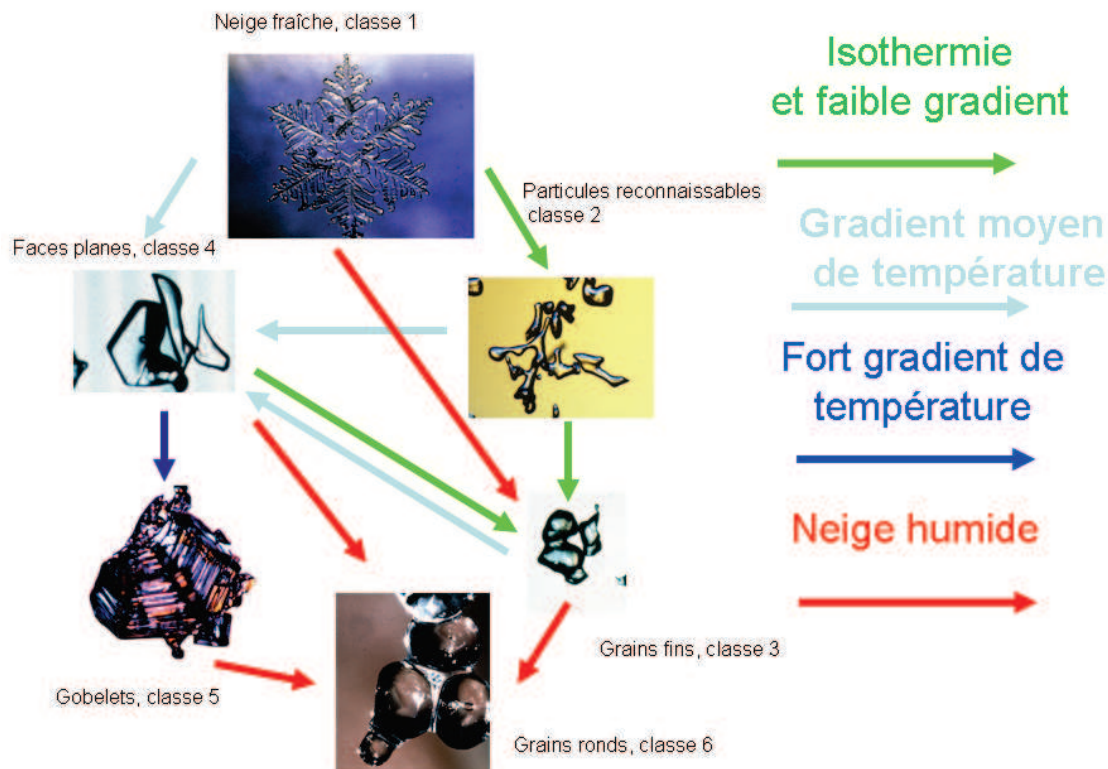 Neige fraîche, classe 1
Isothermie
et faible gradient
Particules reconnaissables
classe 2
Gradient moyen
de température
Faces planes, classe 4
Fort gradient de
température
Neige humide
Grains fins, classe 3
Gobelets, classe 5
Grains ronds, classe 6